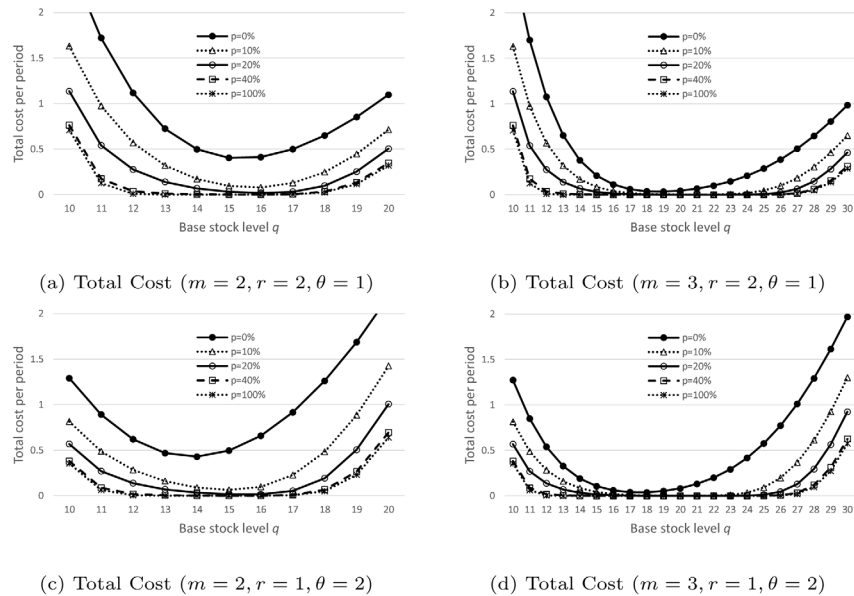 2
1.5
1
0.5
0
Total cost per period
p=0%
p=10%
p=20%
p=40%
p=100%
10 11 12 13 14 15 16 17 18 19 20
Base stock level q
(a) Total Cost (m = 2, r = 2, θ = 1)
2
1.5
1
0.5
0
Total cost per period
p=0%
p=10%
p=20%
p=40%
p=100%
10 11 12 13 14 15 16 17 18 19 20 21 22 23 24 25 26 27 28 29 30
Base stock level q
(b) Total Cost (m = 3, r = 2, θ = 1)
2
1.5
1
0.5
0
Total cost per period
p=0%
p=10%
p=20%
p=40%
p=100%
10 11 12 13 14 15 16 17 18 19 20
Base stock level q
(c) Total Cost (m = 2, r = 1, θ = 2)
2
1.5
1
0.5
0
Total cost per period
p=0%
p=10%
p=20%
p=40%
p=100%
10 11 12 13 14 15 16 17 18 19 20 21 22 23 24 25 26 27 28 29 30
Base stock level q
(d) Total Cost (m = 3, r = 1, θ = 2)